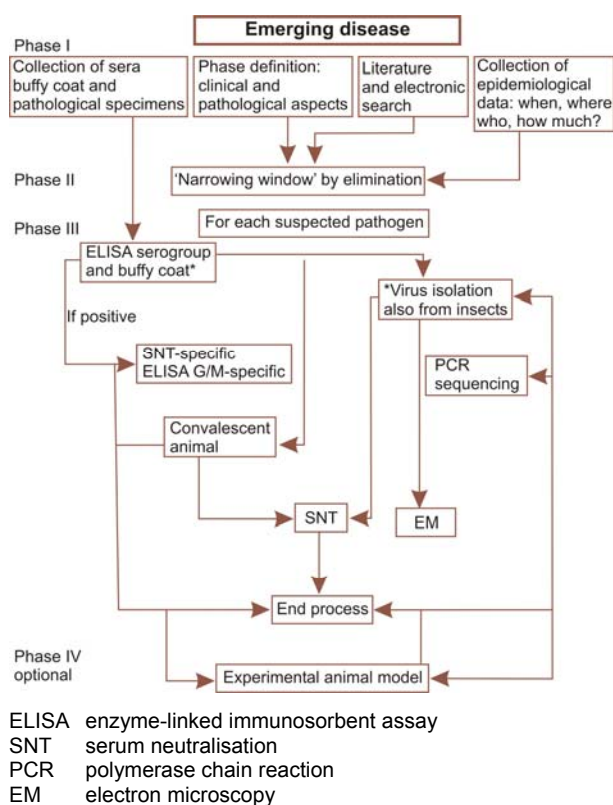 Emerging disease
Phase I
Collection of sera
buffy coat and
pathological specimens
Phase definition:
clinical and
pathological aspects
Literature
and electronic
search
Collection of
epidemiological
data: when, where
who, how much?
Phase II
‘Narrowing window’ by elimination
For each suspected pathogen
Phase III
ELISA serogroup
and buffy coat*
*Virus isolation
also from insects
If positive
SNT-specific
ELISA G/M-specific
PCR
sequencing
Convalescent
animal
SNT
EM
End process
Phase IV
optional
Experimental animal model
ELISA enzyme-linked immunosorbent assay
SNT serum neutralisation
PCR polymerase chain reaction
EM electron microscopy